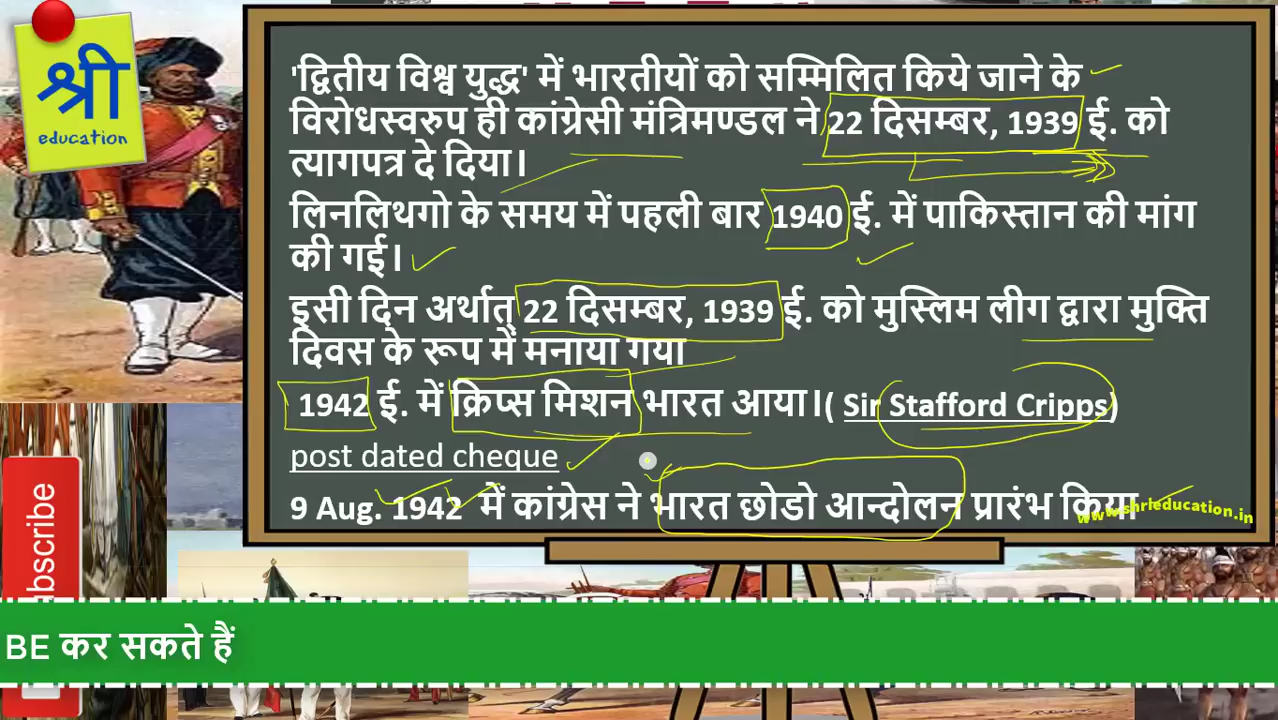 श्री
education
'द्वितीय विश्व युद्ध' में भारतीयों को सम्मिलित किये जाने के
विरोधस्वरुप ही कांग्रेसी मंत्रिमण्डल ने 22 दिसम्बर, 1939 ई. को
त्यागपत्र दे दिया।
लिनलिथगो के समय में पहली बार 1940 ई. में पाकिस्तान की मांग
की गई।
इसी दिन अर्थात् 22 दिसम्बर, 1939 ई. को मुस्लिम लीग द्वारा मुक्ति
दिवस के रूप में मनाया गया
1942 ई. में क्रिप्स मिशन भारत आया।( Sir Stafford Cripps)
post dated cheque
9 Aug. 1942 में कांग्रेस ने भारत छोडो आन्दोलन प्रारंभ किया
www.shrieducation.in
bscribe
BE कर सकते हैं